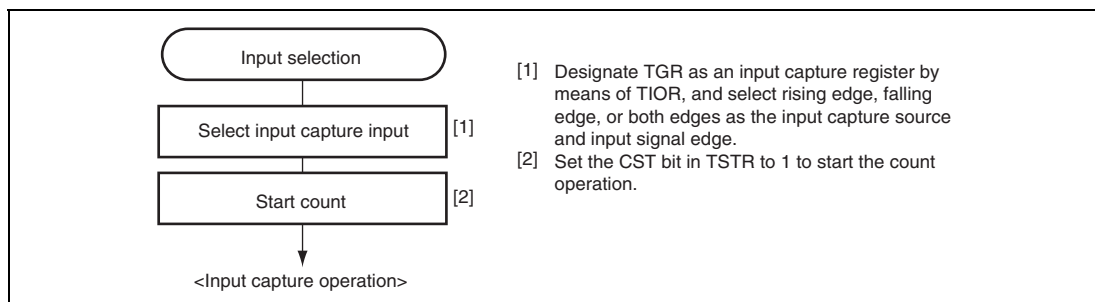 Input selection
Select input capture input
[1]
Start count
[2]
<Input capture operation>
[1] Designate TGR as an input capture register by
means of TIOR, and select rising edge, falling
edge, or both edges as the input capture source
and input signal edge.
[2] Set the CST bit in TSTR to 1 to start the count
operation.